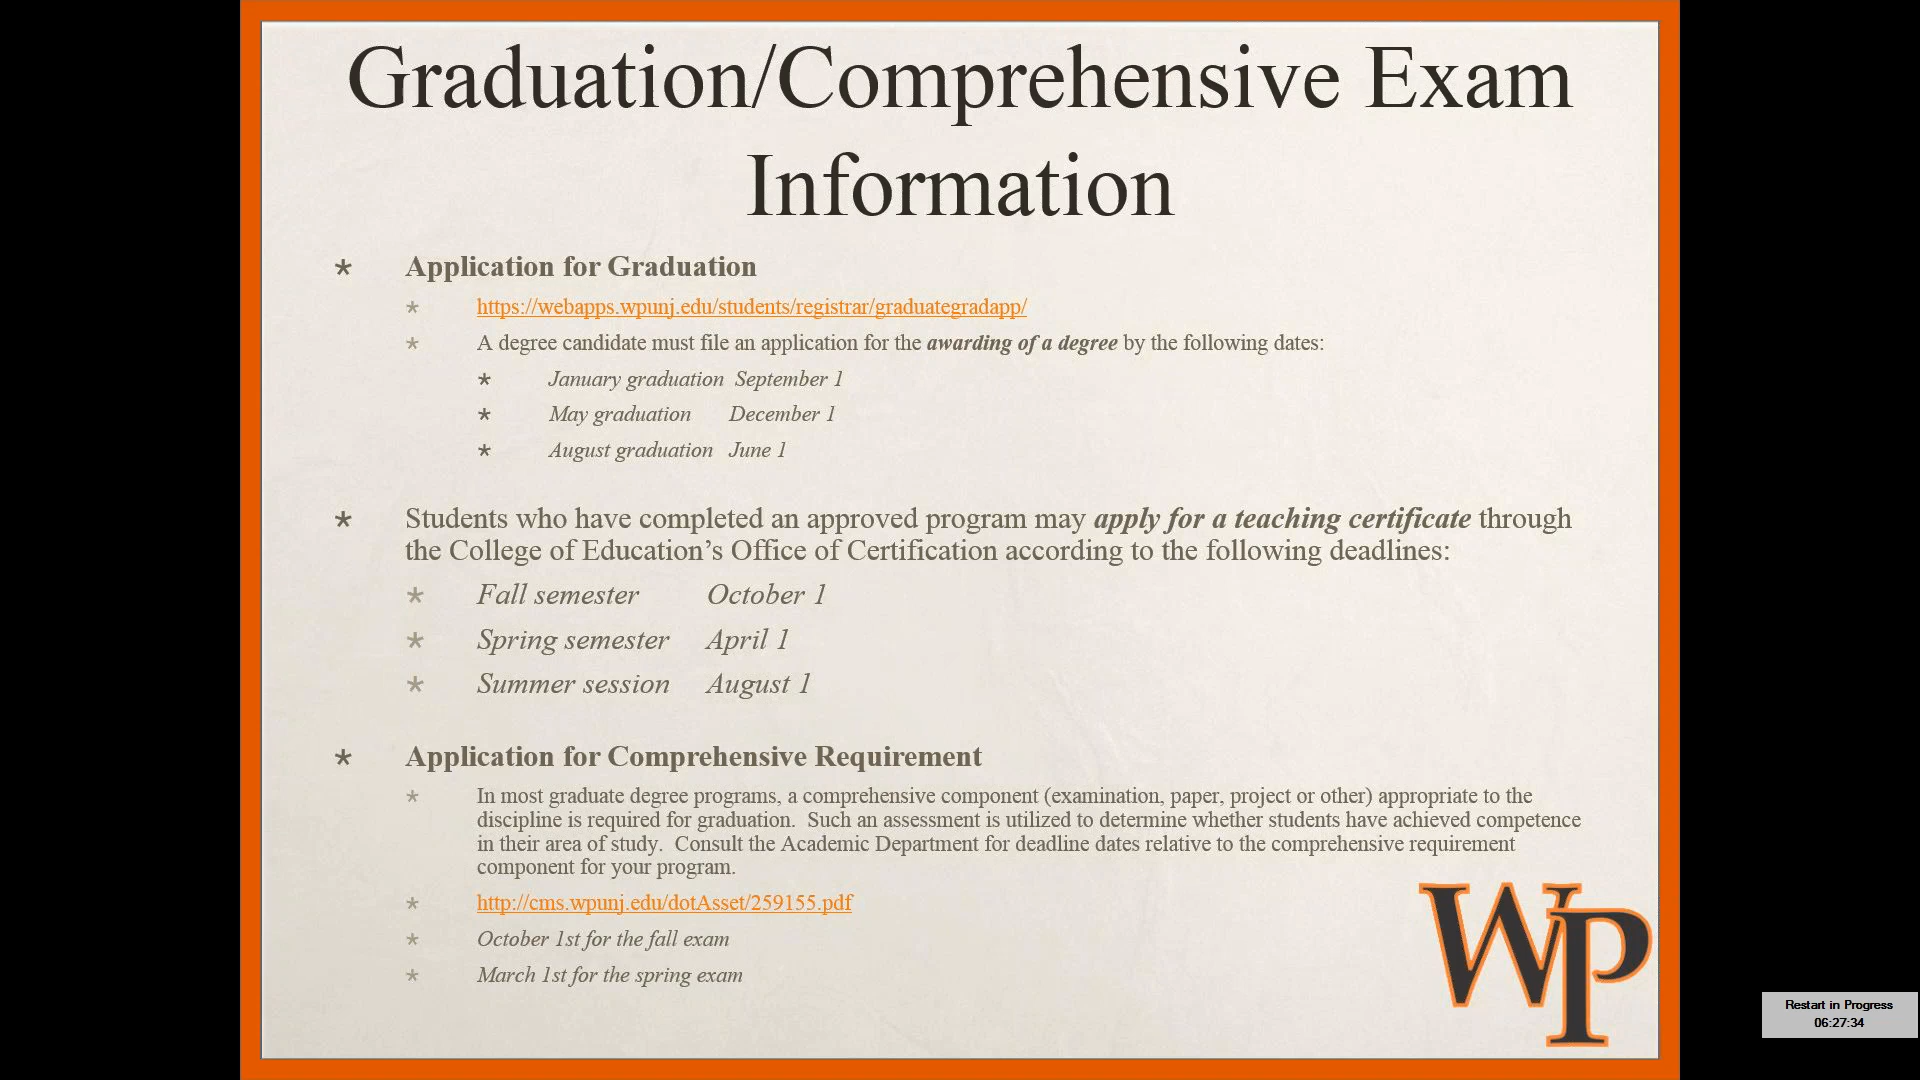 Graduation/Comprehensive Exam
Information
* Application for Graduation
* https://webapps.wpunj.edu/students/registrar/graduategradapp/
* A degree candidate must file an application for the awarding of a degree by the following dates:
* January graduation September 1
* May graduation December 1
* August graduation June 1
* Students who have completed an approved program may apply for a teaching certificate through
the College of Education’s Office of Certification according to the following deadlines:
* Fall semester October 1
* Spring semester April 1
* Summer session August 1
* Application for Comprehensive Requirement
* In most graduate degree programs, a comprehensive component (examination, paper, project or other) appropriate to the
discipline is required for graduation. Such an assessment is utilized to determine whether students have achieved competence
in their area of study. Consult the Academic Department for deadline dates relative to the comprehensive requirement
component for your program.
* http://cms.wpunj.edu/dotAsset/259155.pdf
* October 1st for the fall exam
* March 1st for the spring exam
WP
Restart in Progress
06:27:34